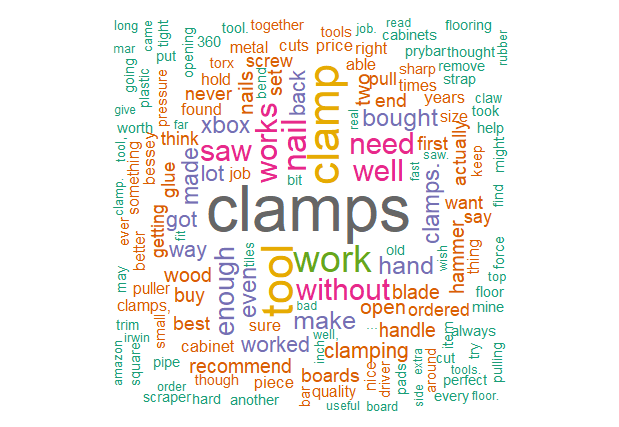 long
came
tight
360
tool.
together
tools
job.
read
cabinets
flooring
mar
going
plastic
put
opening
metal
cuts
price
right
prybar
thought
rubber
torx
screw
able
sharp
remove
give
pressure
hold
nails
bend
set
back
clamp
two
pull
times
strap
never
end
years
claw
worth
far
found
xbox
works
nail
real
bought
size
took
tool,
something
bessey
think
saw
need
first
actually
help
keep
might
glue
made
lot
job
bit
well
fast
saw.
clamp.
ever
better
getting
got
fit
clamps
clamps.
want
say
find
way
tiles
tool
work
old
hand
wish
hammer
thing
top
force
may
puller
wood
enough
even
without
blade
floor
clamps,
buy
bad
open
ordered
mine
trim
small
best
sure
make
...
handle
item
always
amazon
irwin
square
cabinet
worked
well,
inch
clamping
cut
try
pulling
pipe
recommend
boards
nice
driver
pads
around
tools.
perfect
order
though
piece
bar
quality
side
extra
every
floor.
scraper
hard
another
useful
board